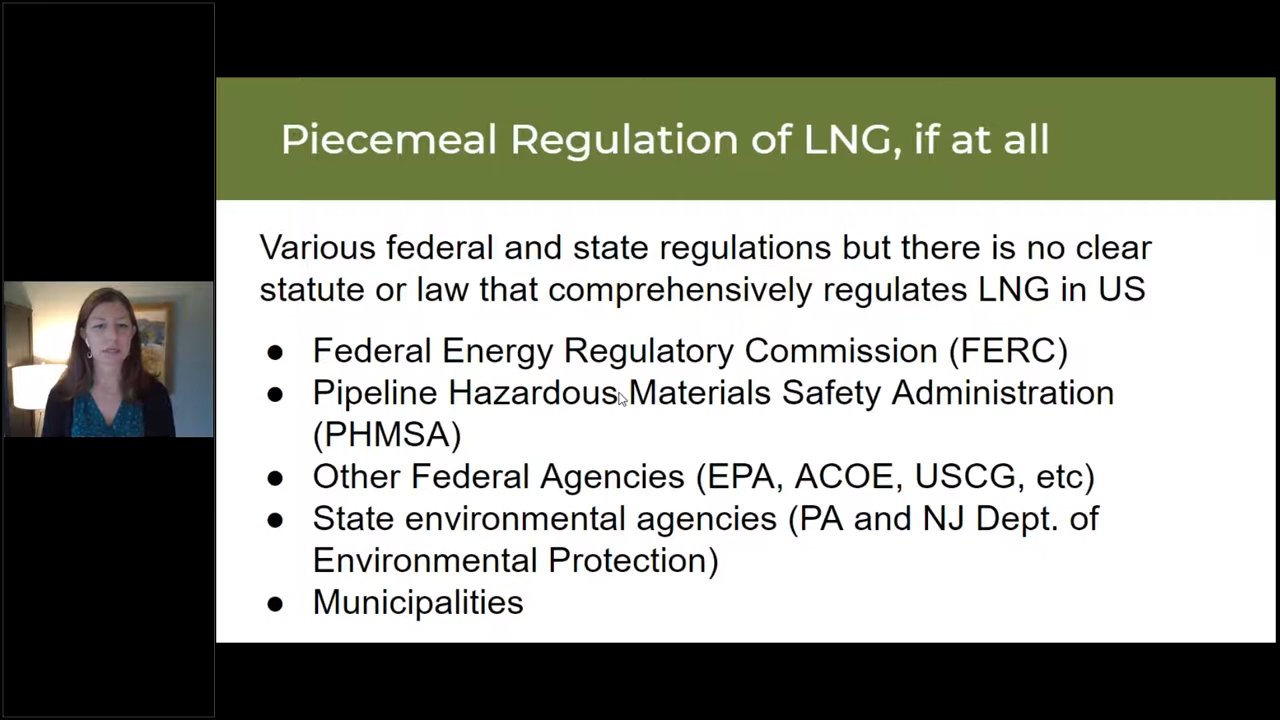 Piecemeal Regulation of LNG, if at all
Various federal and state regulations but there is no clear
statute or law that comprehensively regulates LNG in US
● Federal Energy Regulatory Commission (FERC)
● Pipeline Hazardous Materials Safety Administration
(PHMSA)
● Other Federal Agencies (EPA, ACOE, USCG, etc)
● State environmental agencies (PA and NJ Dept. of
Environmental Protection)
● Municipalities